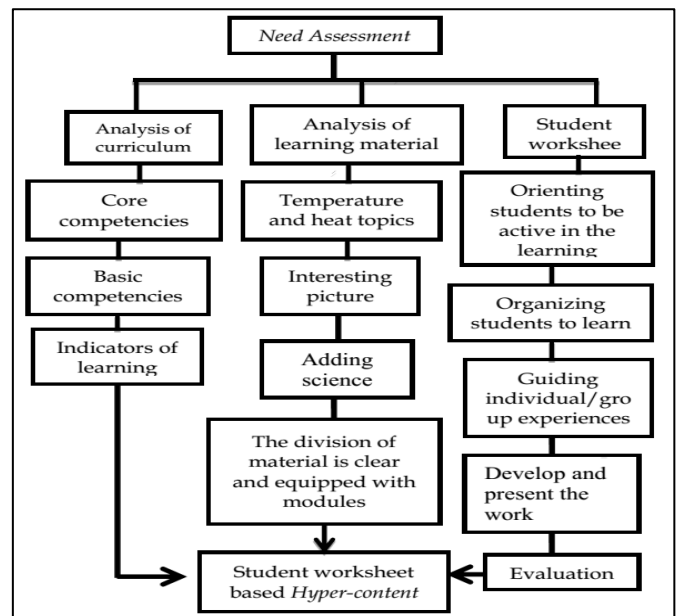 Need Assessment
Analysis of
curriculum
Core
competencies
Basic
competencies
Indicators of
learning
Analysis of
learning material
Temperature
and heat topics
Interesting
picture
Adding
science
The division of
material is clear
and equipped with
modules
Student
workshee
Orienting
students to be
active in the
learning
Organizing
students to learn
Guiding
individual/gro
up experiences
Develop and
present the
work
Evaluation
Student worksheet
based Hyper-content